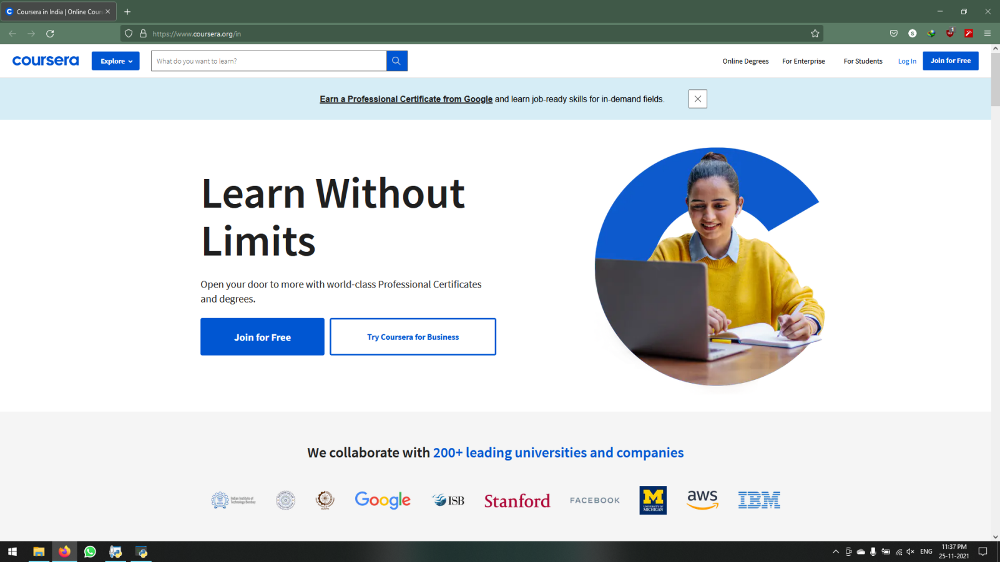 Coursera in India | Online Cours
https://www.coursera.org/in
S
1
coursera
Explore
What do you want to learn?
Online Degrees
For Enterprise
For Students
Log In
Join for Free
Earn a Professional Certificate from Google and learn job-ready skills for in-demand fields.
Learn Without
Limits
Open your door to more with world-class Professional Certificates
and degrees.
Join for Free
Try Coursera for Business
We collaborate with 200+ leading universities and companies
Indian Institute of
Technology Bombay
Google
ISB
Stanford
FACEBOOK
M
UNIVERSITY OF
MICHIGAN
aws
IBM
ENG
11:37 PM
25-11-2021